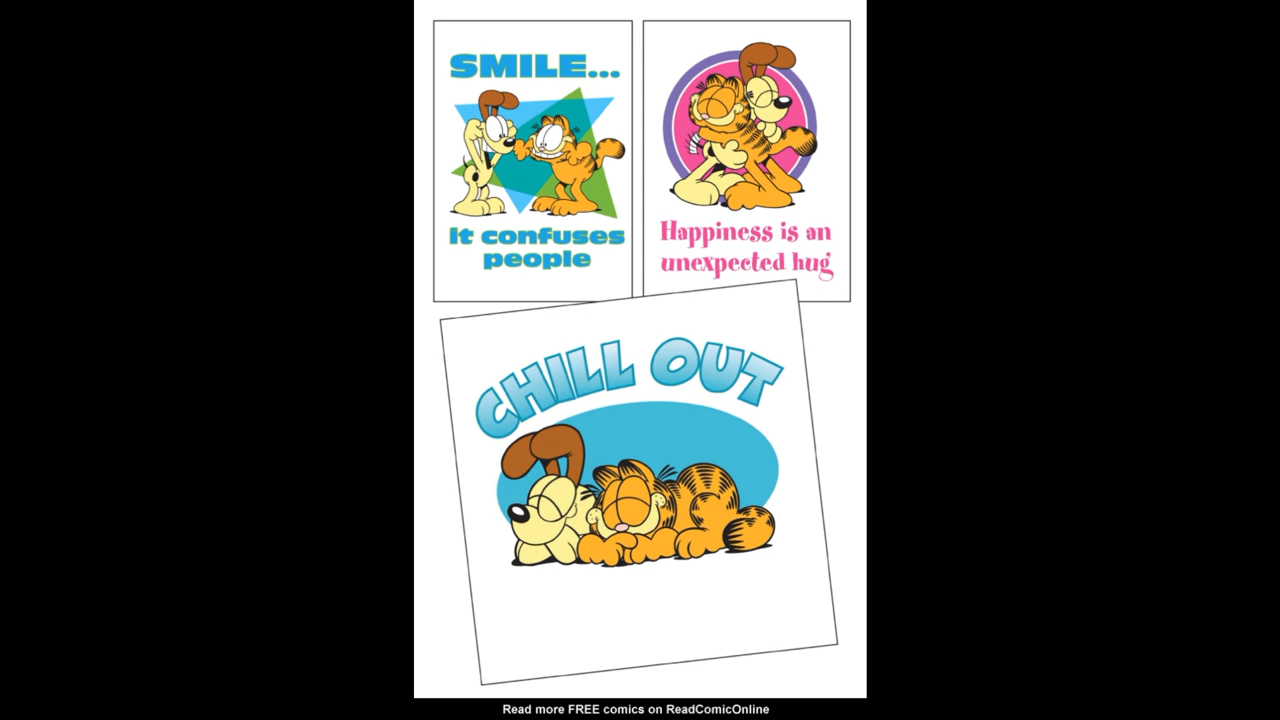 SMILE...
it confuses
people
Happiness is an
unexpected hug
CHILL OUT
Read more FREE comics on ReadComicOnline